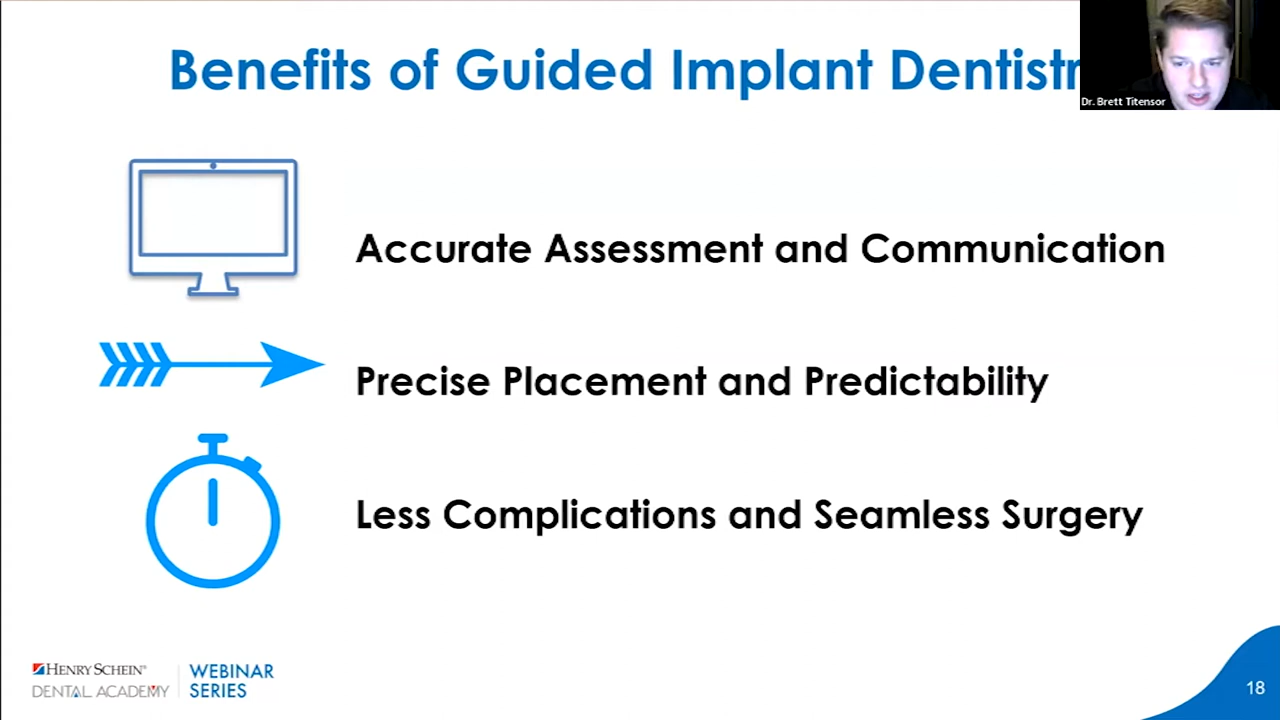 Benefits of Guided Implant Dentistr
Dr. Brett Titensor
Accurate Assessment and Communication
Precise Placement and Predictability
Less Complications and Seamless Surgery
HENRY SCHEIN®
DENTAL ACADEMY
WEBINAR
SERIES
18